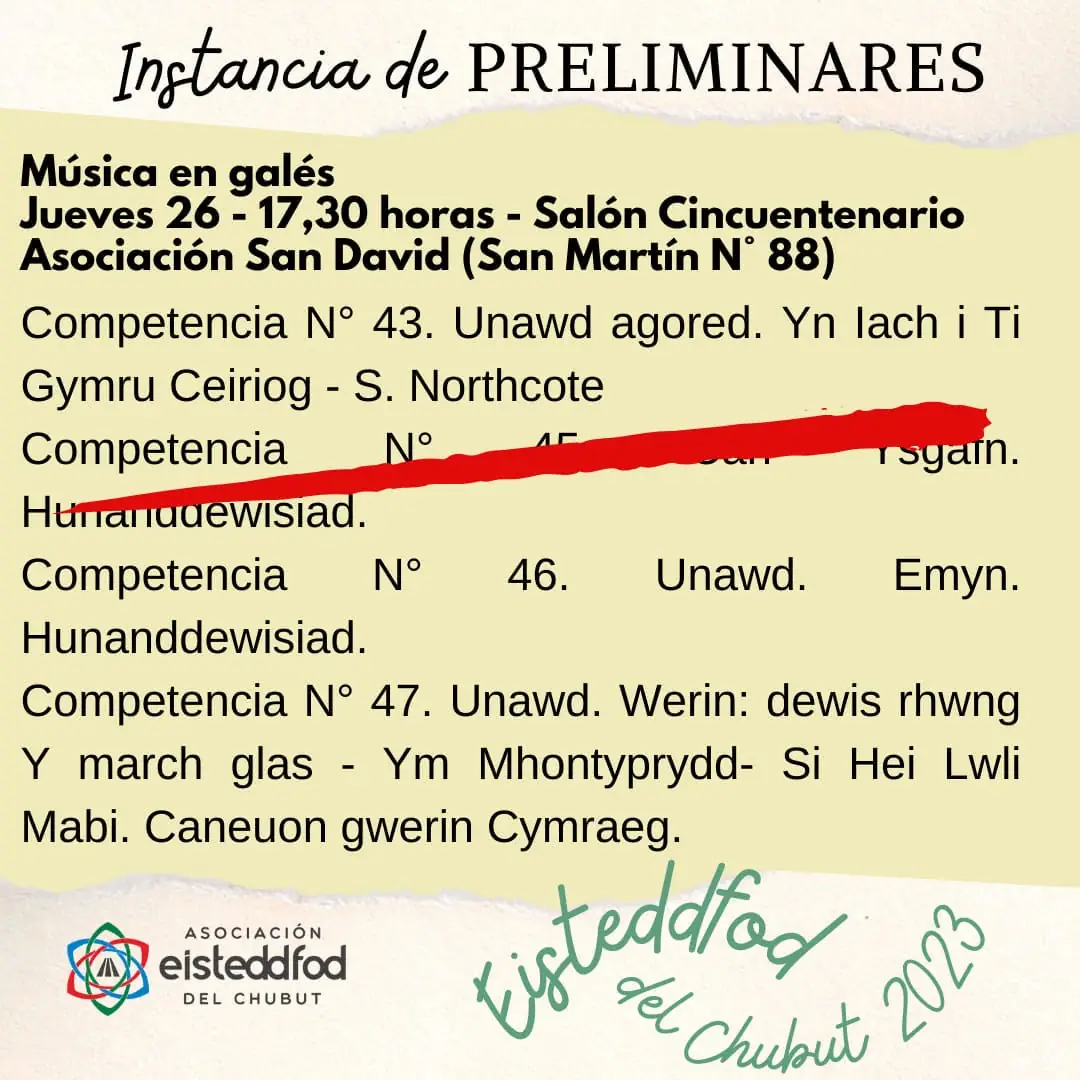 Instancia de PRELIMINARES
Música en galés
Jueves 26 - 17,30 horas - Salón Cincuentenario
Asociación San David (San Martín N° 88)
Competencia N° 43. Unawd agored. Yn Iach i Ti
Gymru Ceiriog - S. Northcote
Competencia N° 45. Ysgafn.
Hunanddewisiad.
Competencia N° 46. Unawd. Emyn.
Hunanddewisiad.
Competencia N° 47. Unawd. Werin: dewis rhwng
Y march glas - Ym Mhontyprydd- Si Hei Lwli
Mabi. Caneuon gwerin Cymraeg.
ASOCIACIÓN
eisteddfod
DEL CHUBUT
Eisteddfod
del Chubut 2023